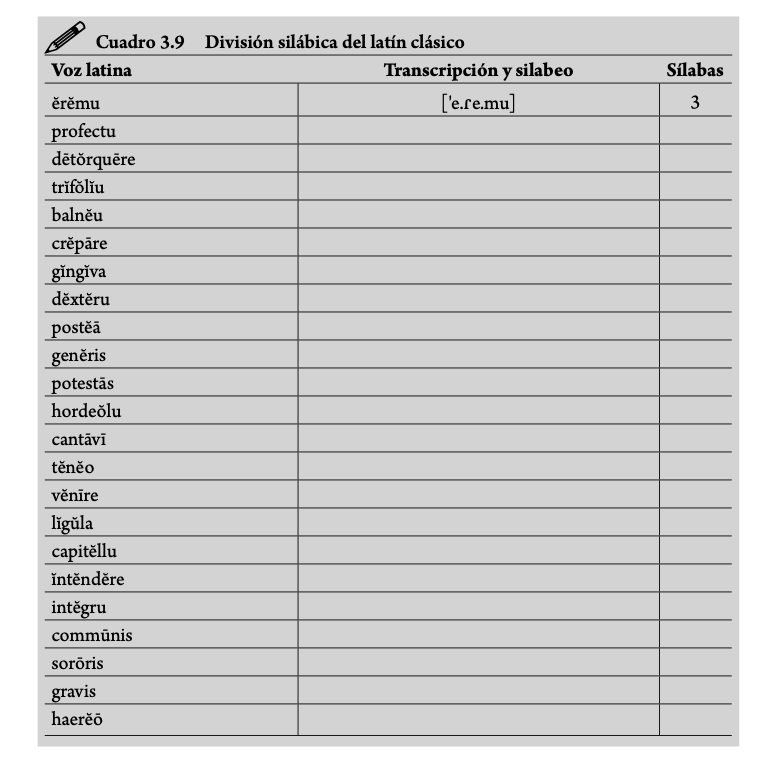 Cuadro 3.9 División silábica del latín clásico
Voz latina Transcripción y silabeo Sílabas
ĕrĕmu [ˈe.ɾe.mu] 3
profectu
dētŏrquēre
trĭfŏlĭu
balnĕu
crĕpāre
gĭngĭva
dĕxtĕru
postĕā
genĕris
potestās
hordeŏlu
cantāvī
tĕnĕo
vĕnīre
lĭgŭla
capitĕllu
ĭntĕndĕre
intĕgru
commūnis
sorōris
gravis
haerĕō